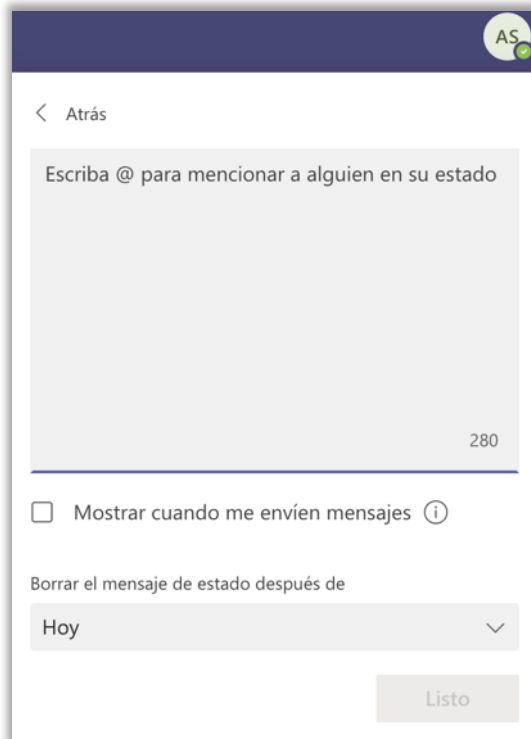 AS
Atrás
Escriba @ para mencionar a alguien en su estado
280
Mostrar cuando me envíen mensajes
Borrar el mensaje de estado después de
Hoy
Listo